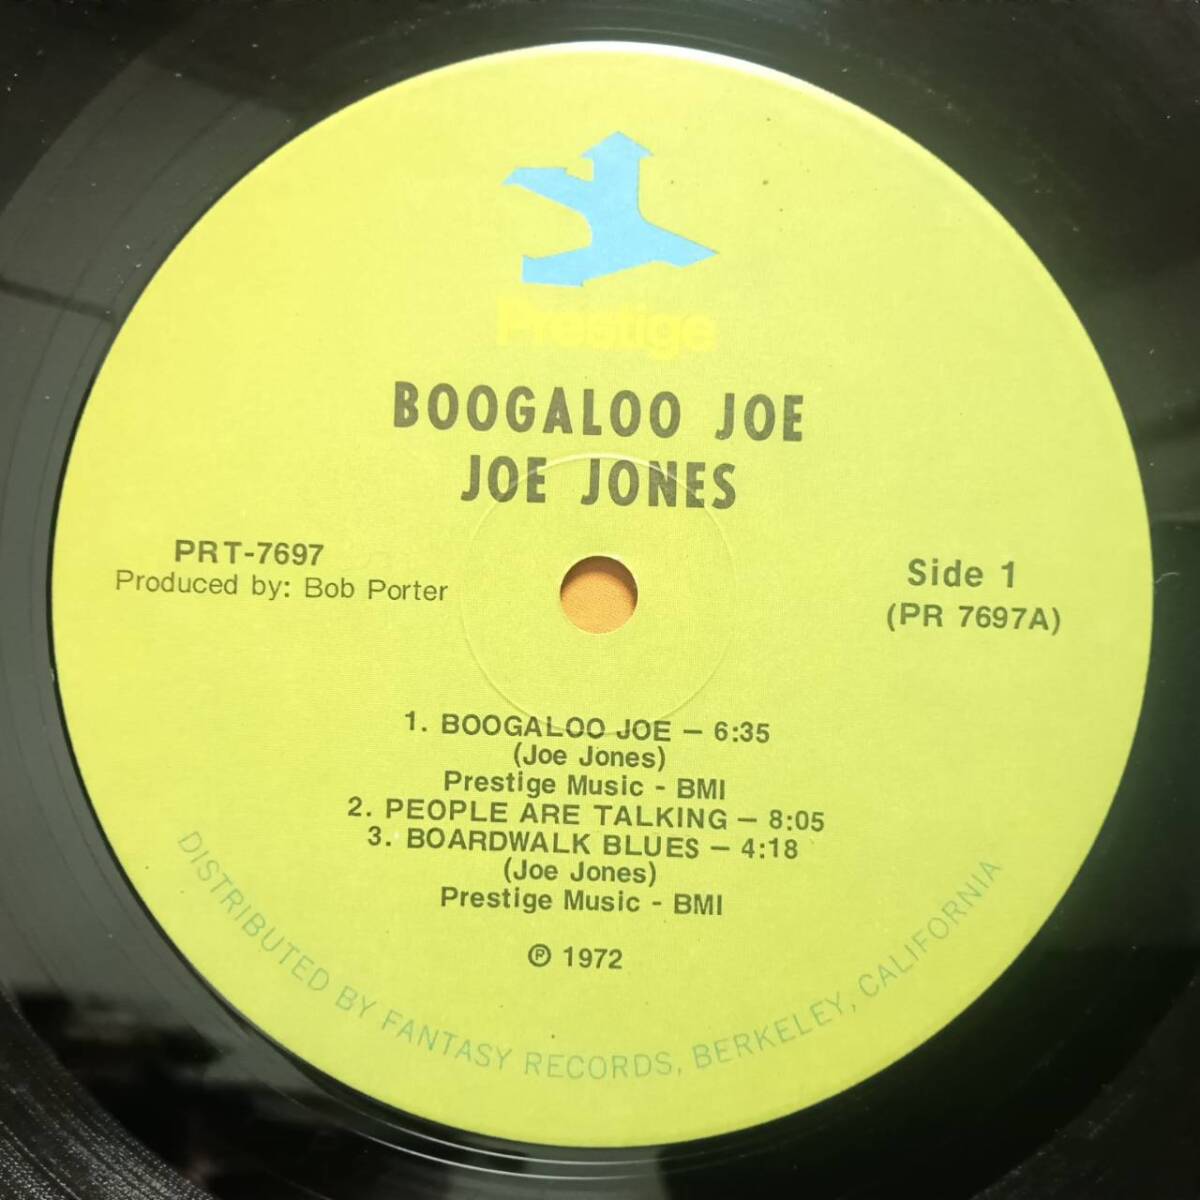 Prestige
BOOGALOO JOE
JOE JONES
PRT-7697
Produced by: Bob Porter
Side 1
(PR 7697A)
1. BOOGALOO JOE — 6:35
(Joe Jones)
Prestige Music - BMI
2. PEOPLE ARE TALKING — 8:05
3. BOARDWALK BLUES — 4:18
(Joe Jones)
Prestige Music - BMI
℗ 1972
DISTRIBUTED BY FANTASY RECORDS, BERKELEY, CALIFORNIA